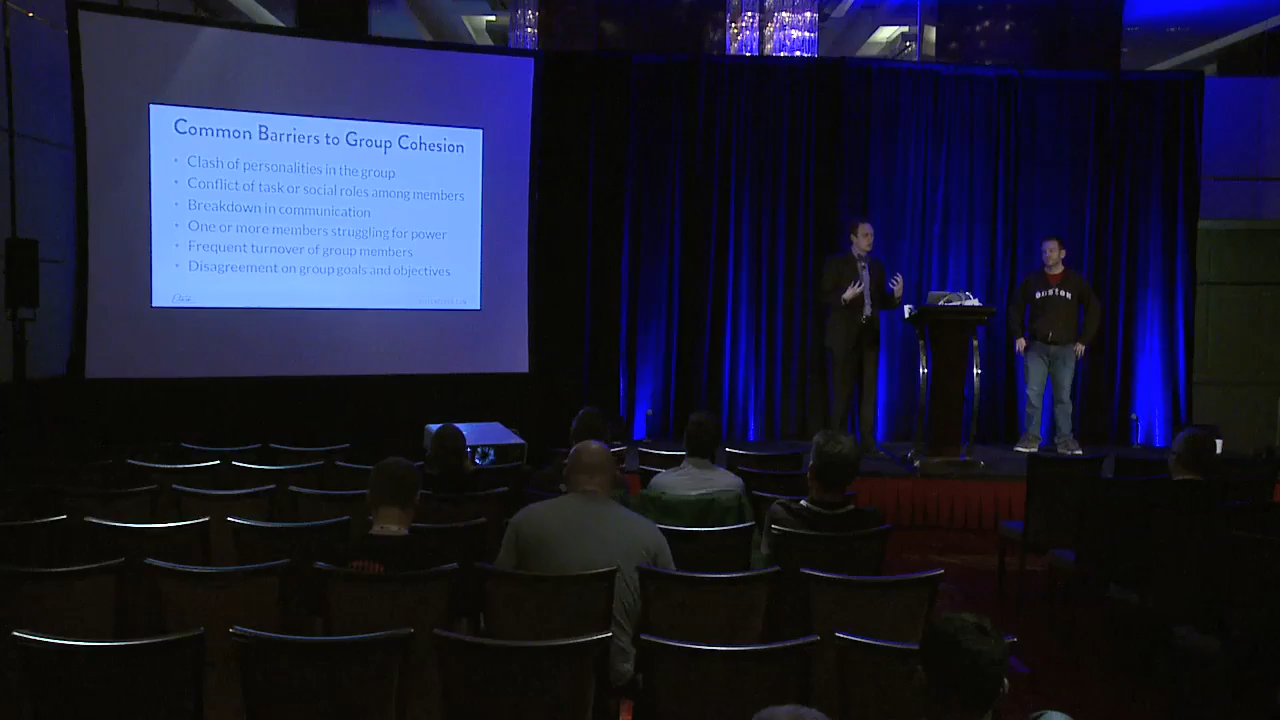 Common Barriers to Group Cohesion
• Clash of personalities in the group
• Conflict of task or social roles among members
• Breakdown in communication
• One or more members struggling for power
• Frequent turnover of group members
• Disagreement on group goals and objectives
BOSTON